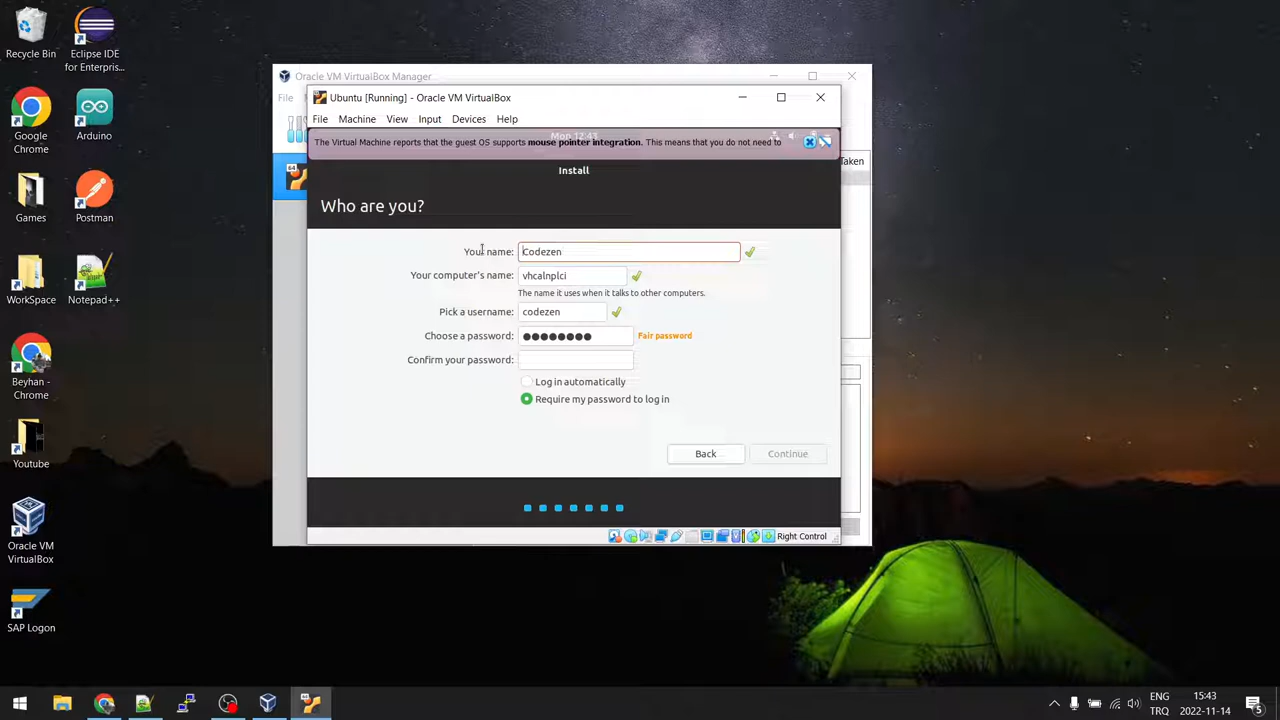 Recycle Bin
Eclipse IDE
for Enterpris...
Google
Chrome
Arduino
Games
Postman
WorkSpace
Notepad++
Beyhan -
Chrome
Youtube
Oracle VM
VirtualBox
SAP Logon
Oracle VM VirtualBox Manager
File
Taken
Ubuntu [Running] - Oracle VM VirtualBox
File Machine View Input Devices Help
Mon 12:43
The Virtual Machine reports that the guest OS supports mouse pointer integration. This means that you do not need to
Install
Who are you?
Your name: Codezen
Your computer's name: vhcalnplci
The name it uses when it talks to other computers.
Pick a username: codezen
Choose a password: ●●●●●●●● Fair password
Confirm your password:
Log in automatically
Require my password to log in
Back Continue
Right Control
ENG 15:43
TRQ 2022-11-14
5